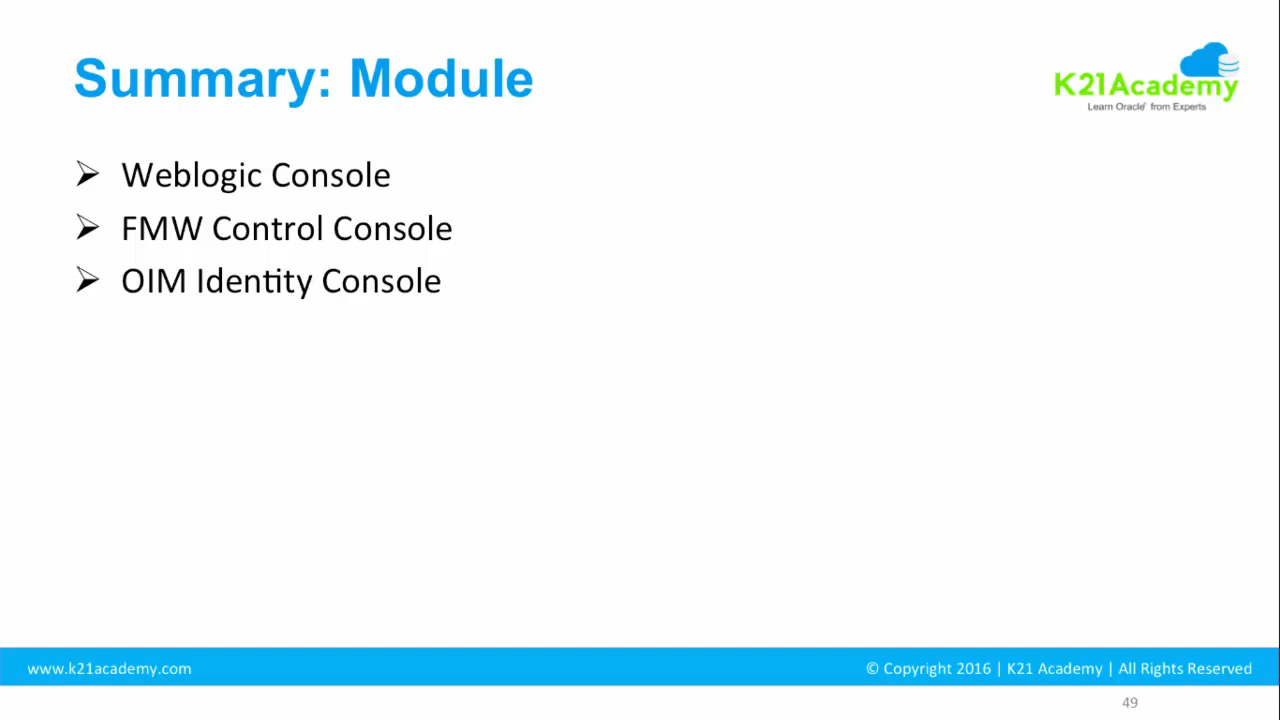 Summary: Module
K21Academy
Learn Oracle' from Experts
Weblogic Console
FMW Control Console
OIM Identity Console
www.k21academy.com
© Copyright 2016 | K21 Academy | All Rights Reserved
49